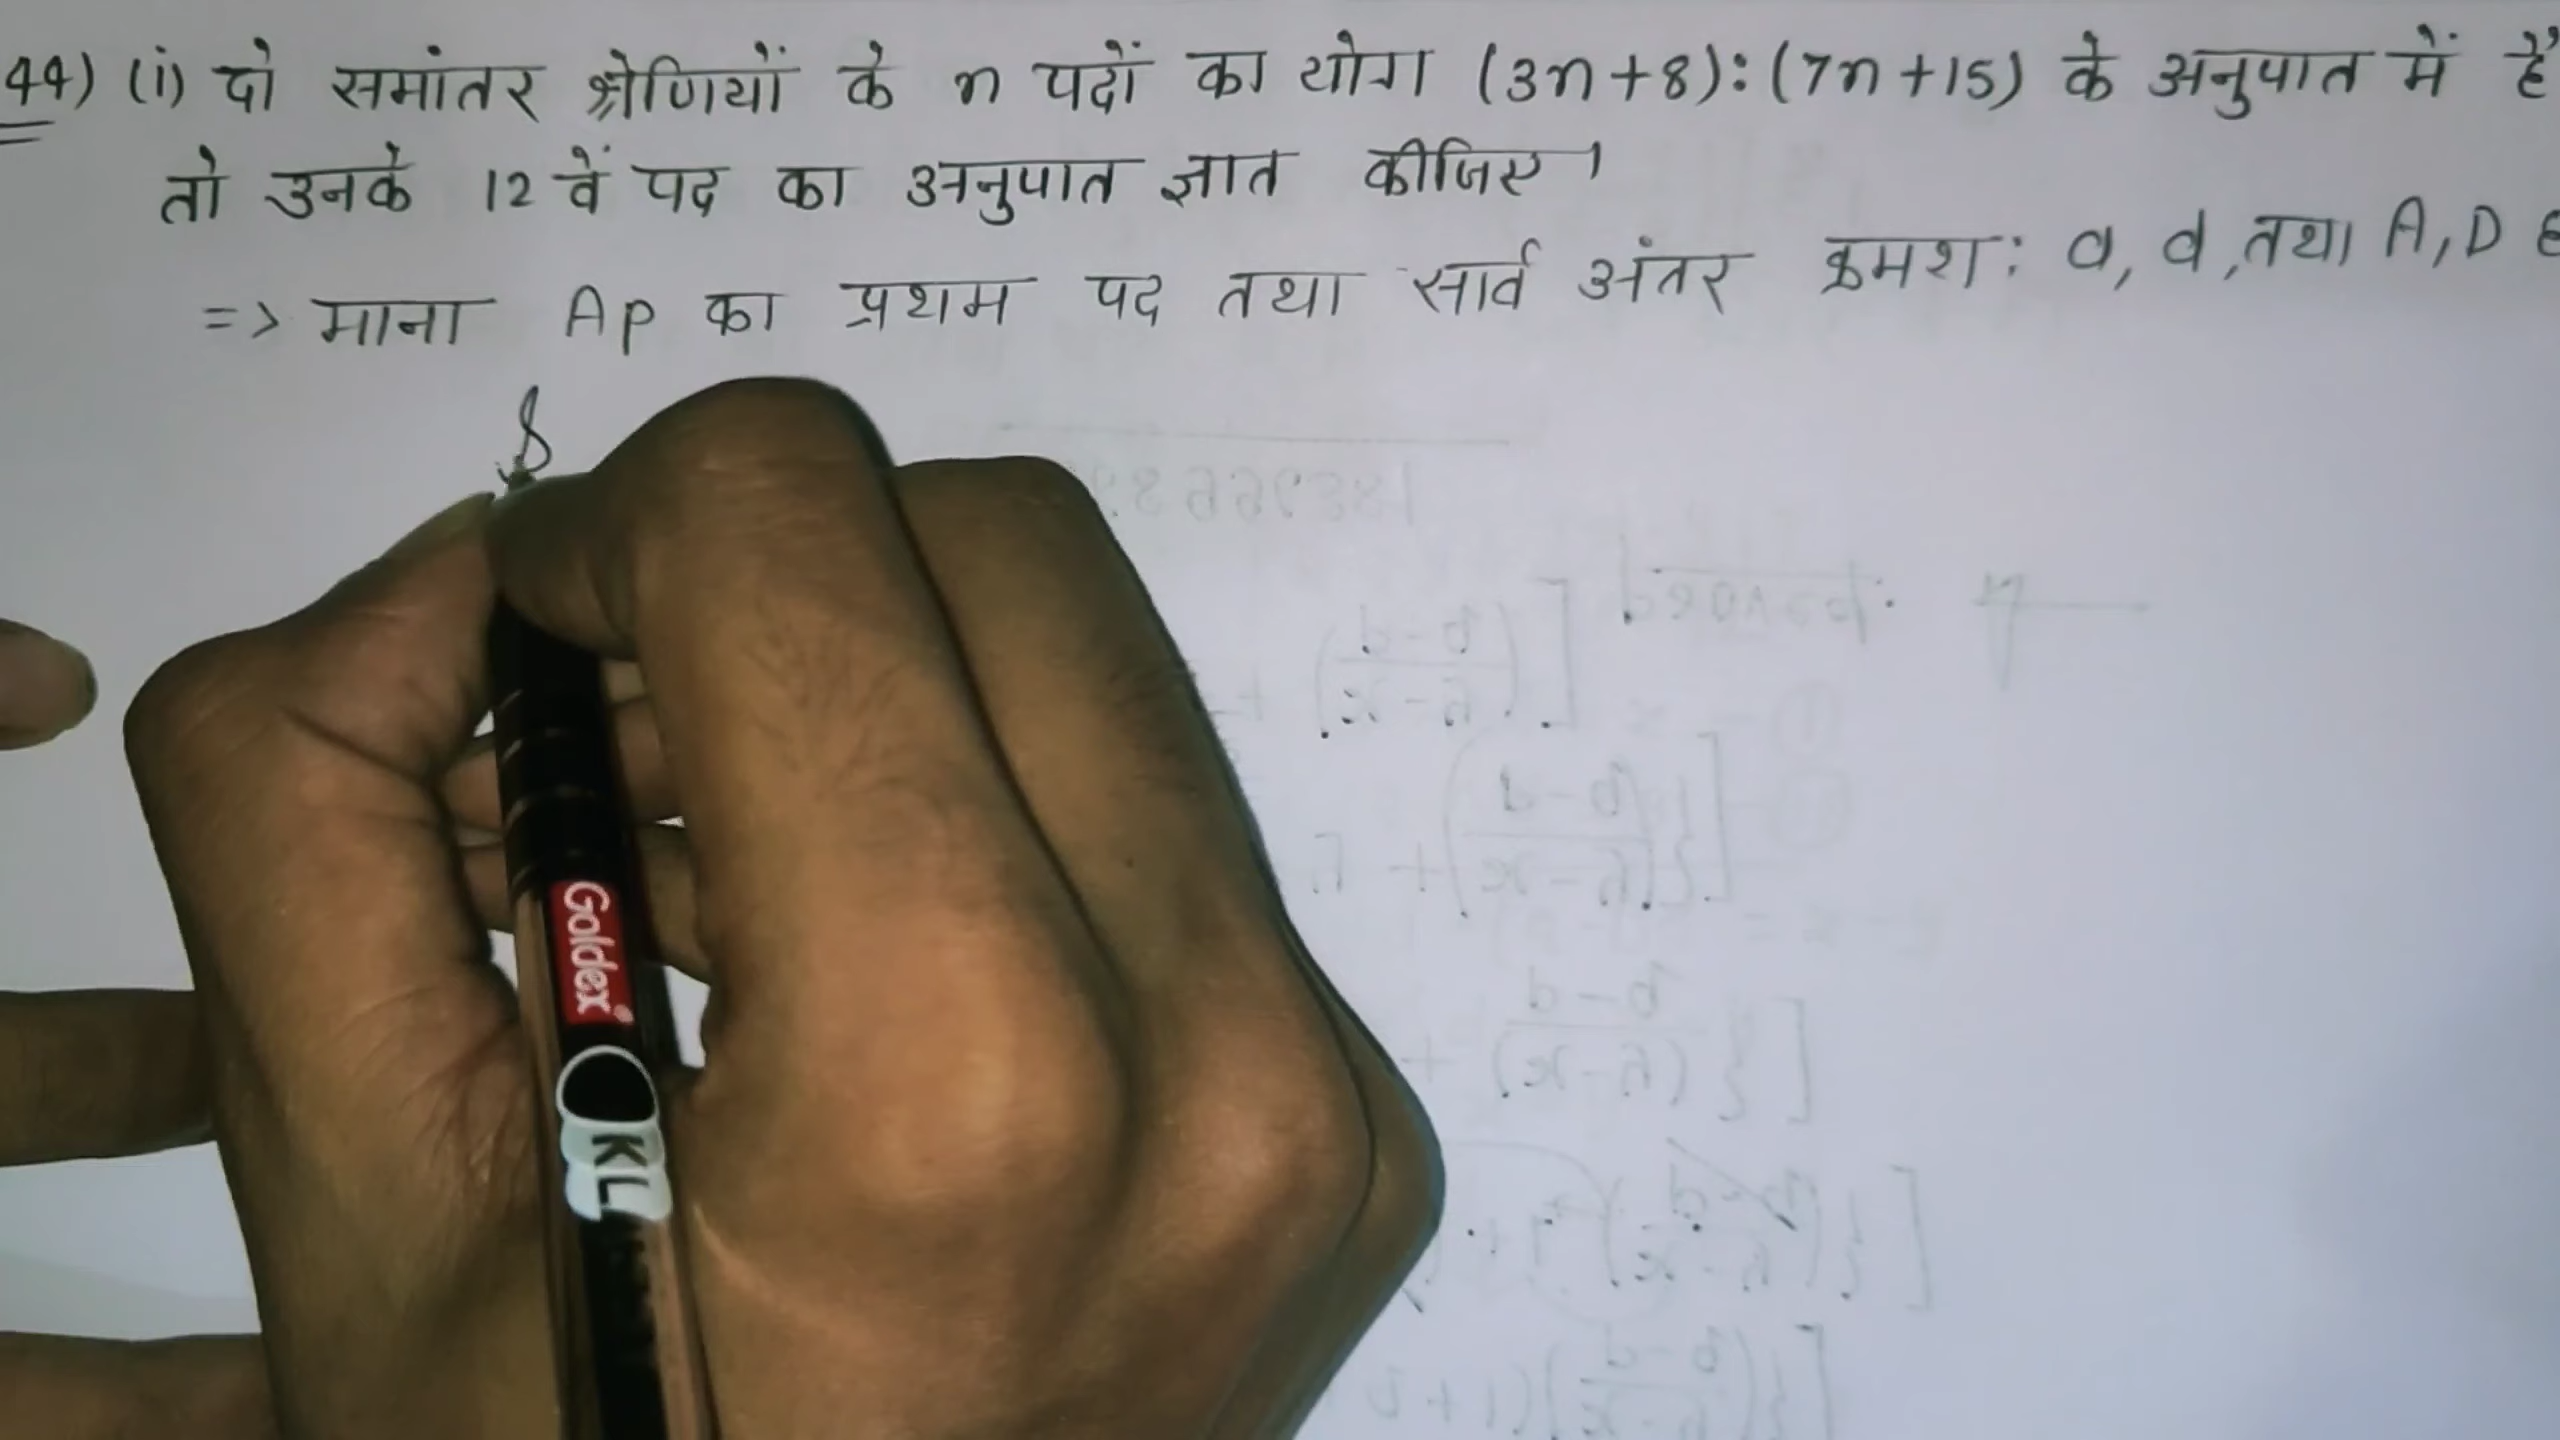 44) (i) दो समांतर श्रेणियों के n पदों का योग (3n+8):(7n+15) के अनुपात में हैं
तो उनके 12 वें पद का अनुपात ज्ञात कीजिए।
=> माना Ap का प्रथम पद तथा सार्व अंतर क्रमश: a, d, तथा A, D
S
Goldex
KL